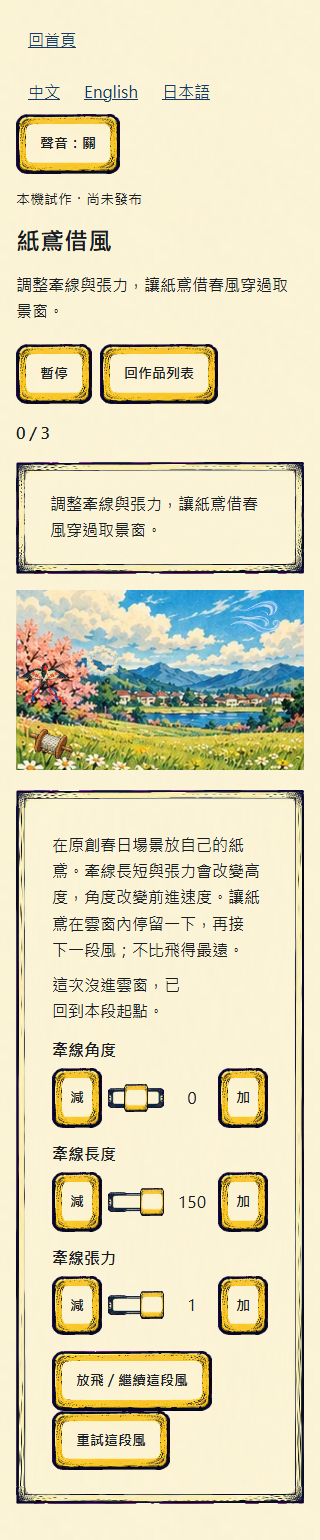 回首頁
中文 English 日本語
聲音：關
本機試作・尚未發布
紙鳶借風
調整牽線與張力，讓紙鳶借春風穿過取
景窗。
暫停 回作品列表
0 / 3
調整牽線與張力，讓紙鳶借春
風穿過取景窗。
在原創春日場景放自己的紙
鳶。牽線長短與張力會改變高
度，角度改變前進速度。讓紙
鳶在雲窗內停留一下，再接
下一段風；不比飛得最遠。
這次沒進雲窗，已
回到本段起點。
牽線角度
減 0 加
牽線長度
減 150 加
牽線張力
減 1 加
放飛 / 繼續這段風
重試這段風